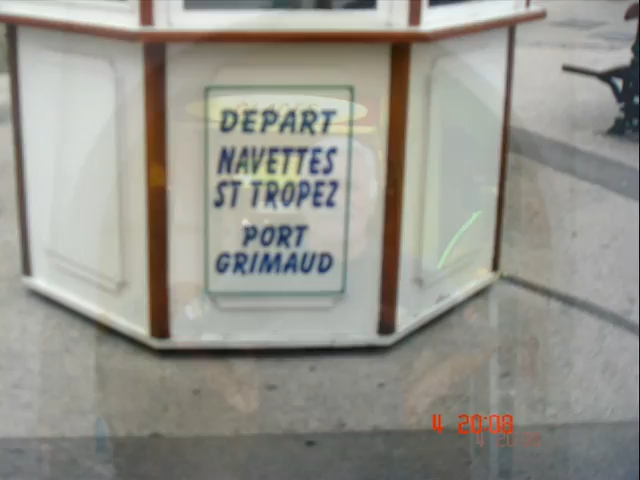 DEPART
NAVETTES
ST TROPEZ
PORT
GRIMAUD
4 20:08